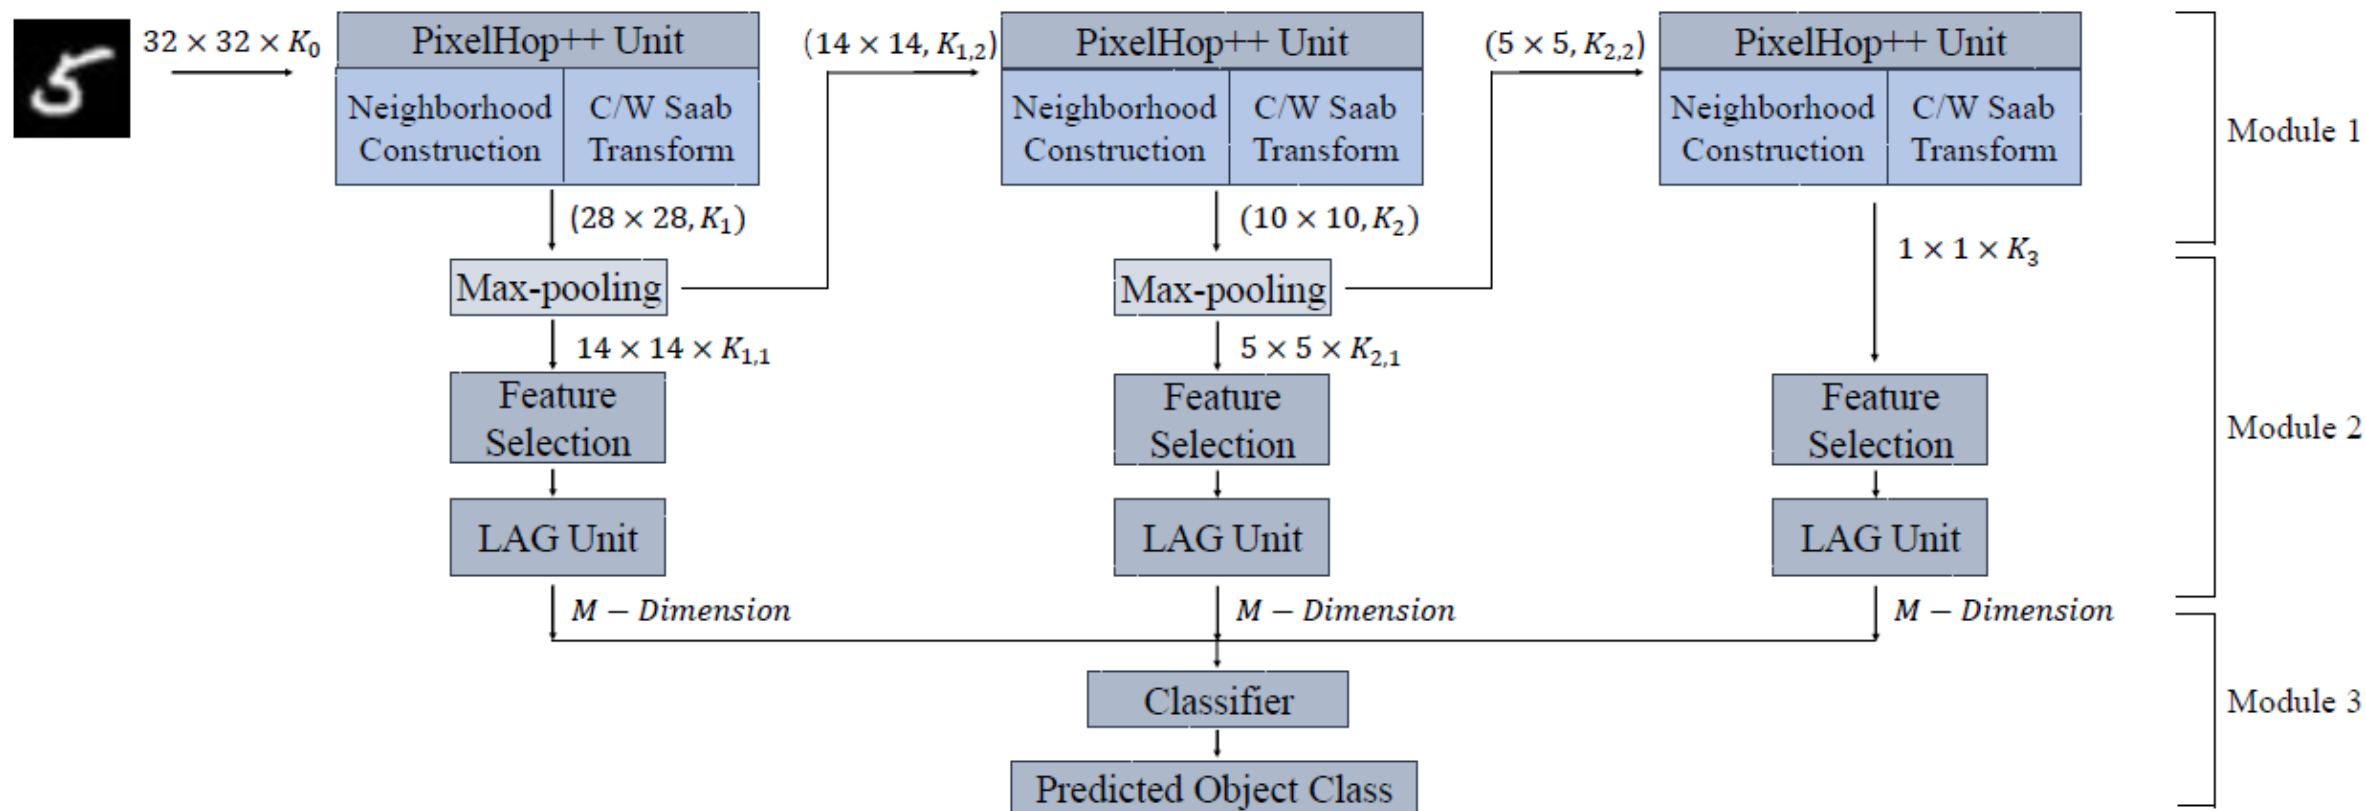 32 × 32 × K₀
PixelHop++ Unit
Neighborhood
Construction
C/W Saab
Transform
(14 × 14, K₁,₂)
PixelHop++ Unit
Neighborhood
Construction
C/W Saab
Transform
(5 × 5, K₂,₂)
PixelHop++ Unit
Neighborhood
Construction
C/W Saab
Transform
Module 1
(28 × 28, K₁)
(10 × 10, K₂)
1 × 1 × K₃
Max-pooling
Max-pooling
14 × 14 × K₁,₁
5 × 5 × K₂,₁
Feature
Selection
Feature
Selection
Feature
Selection
Module 2
LAG Unit
LAG Unit
LAG Unit
M − Dimension
M − Dimension
M − Dimension
Classifier
Module 3
Predicted Object Class
5